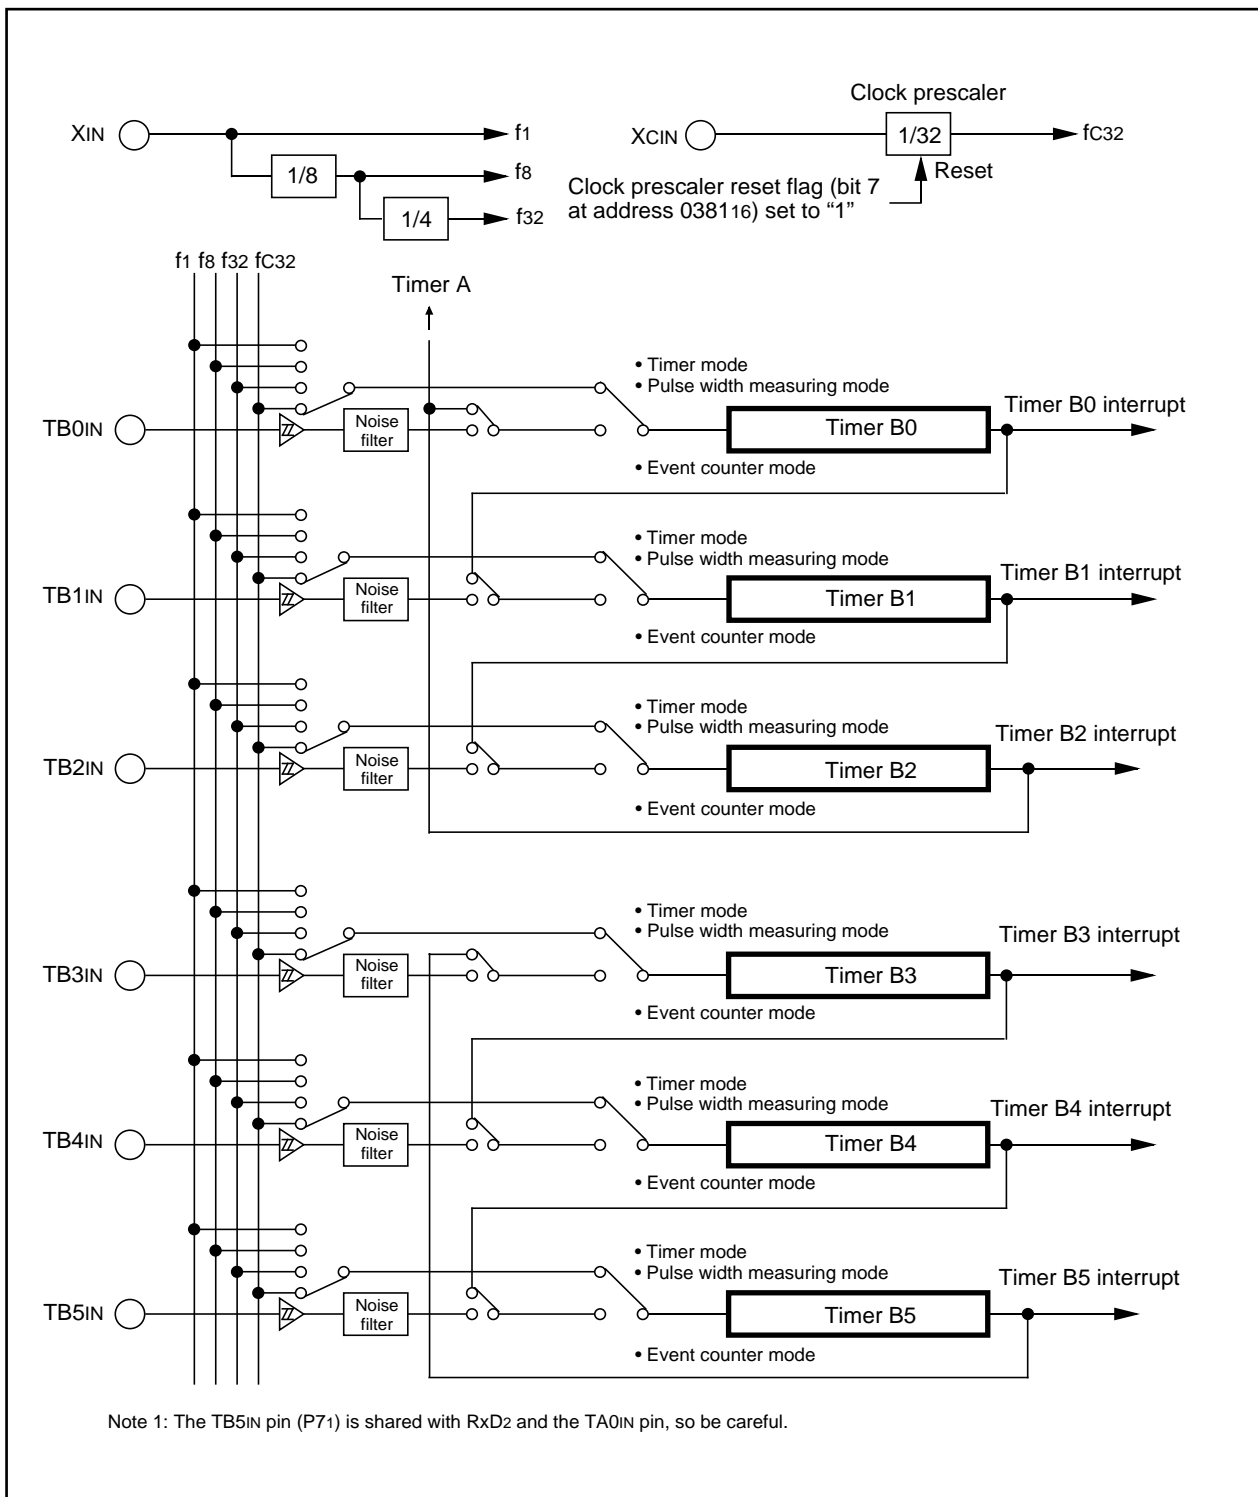 Clock prescaler
XIN
f1
XCIN
1/32
fC32
1/8
f8
Reset
Clock prescaler reset flag (bit 7
at address 038116) set to “1”
1/4
f32
f1 f8 f32 fC32
Timer A
• Timer mode
• Pulse width measuring mode
TB0IN
Noise
filter
Timer B0
Timer B0 interrupt
• Event counter mode
• Timer mode
• Pulse width measuring mode
TB1IN
Noise
filter
Timer B1
Timer B1 interrupt
• Event counter mode
• Timer mode
• Pulse width measuring mode
TB2IN
Noise
filter
Timer B2
Timer B2 interrupt
• Event counter mode
• Timer mode
• Pulse width measuring mode
TB3IN
Noise
filter
Timer B3
Timer B3 interrupt
• Event counter mode
• Timer mode
• Pulse width measuring mode
TB4IN
Noise
filter
Timer B4
Timer B4 interrupt
• Event counter mode
• Timer mode
• Pulse width measuring mode
TB5IN
Noise
filter
Timer B5
Timer B5 interrupt
• Event counter mode
Note 1: The TB5IN pin (P71) is shared with RxD2 and the TA0IN pin, so be careful.